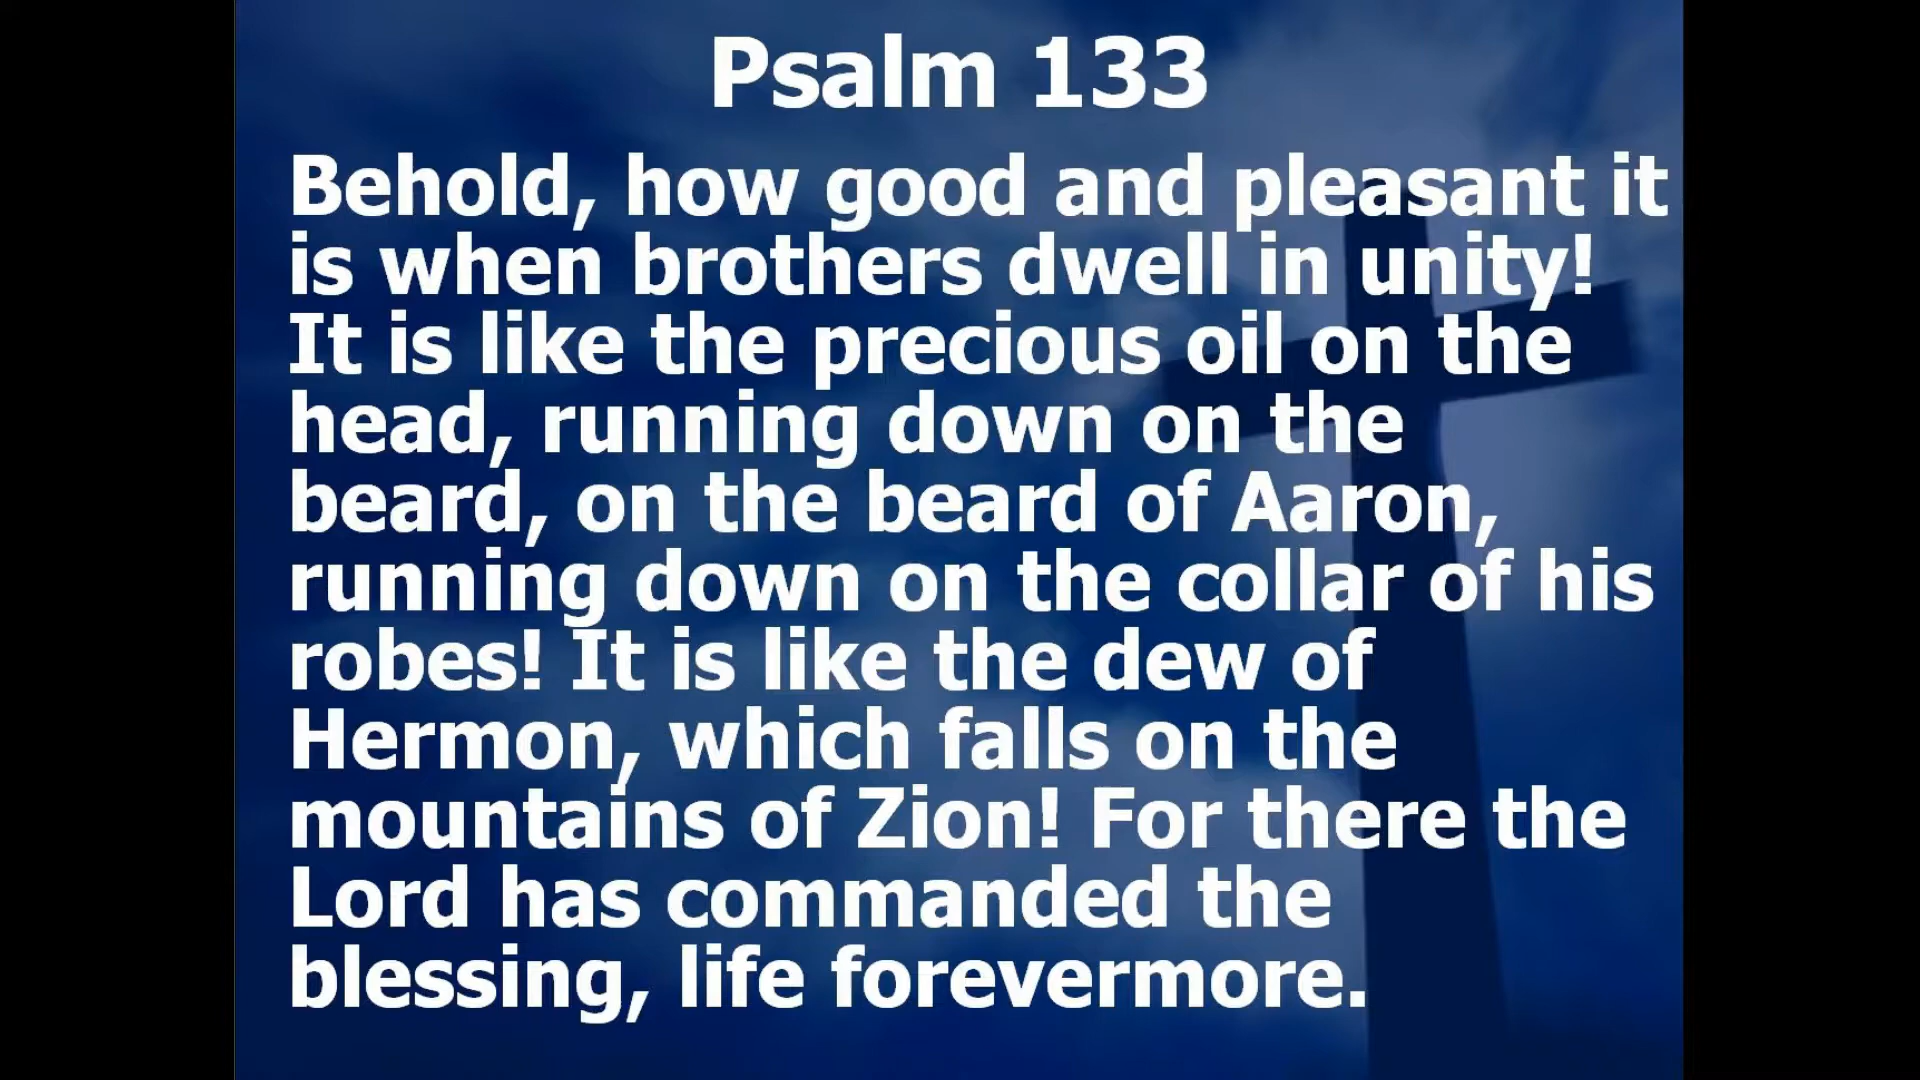 Psalm 133
Behold, how good and pleasant it
is when brothers dwell in unity!
It is like the precious oil on the
head, running down on the
beard, on the beard of Aaron,
running down on the collar of his
robes! It is like the dew of
Hermon, which falls on the
mountains of Zion! For there the
Lord has commanded the
blessing, life forevermore.